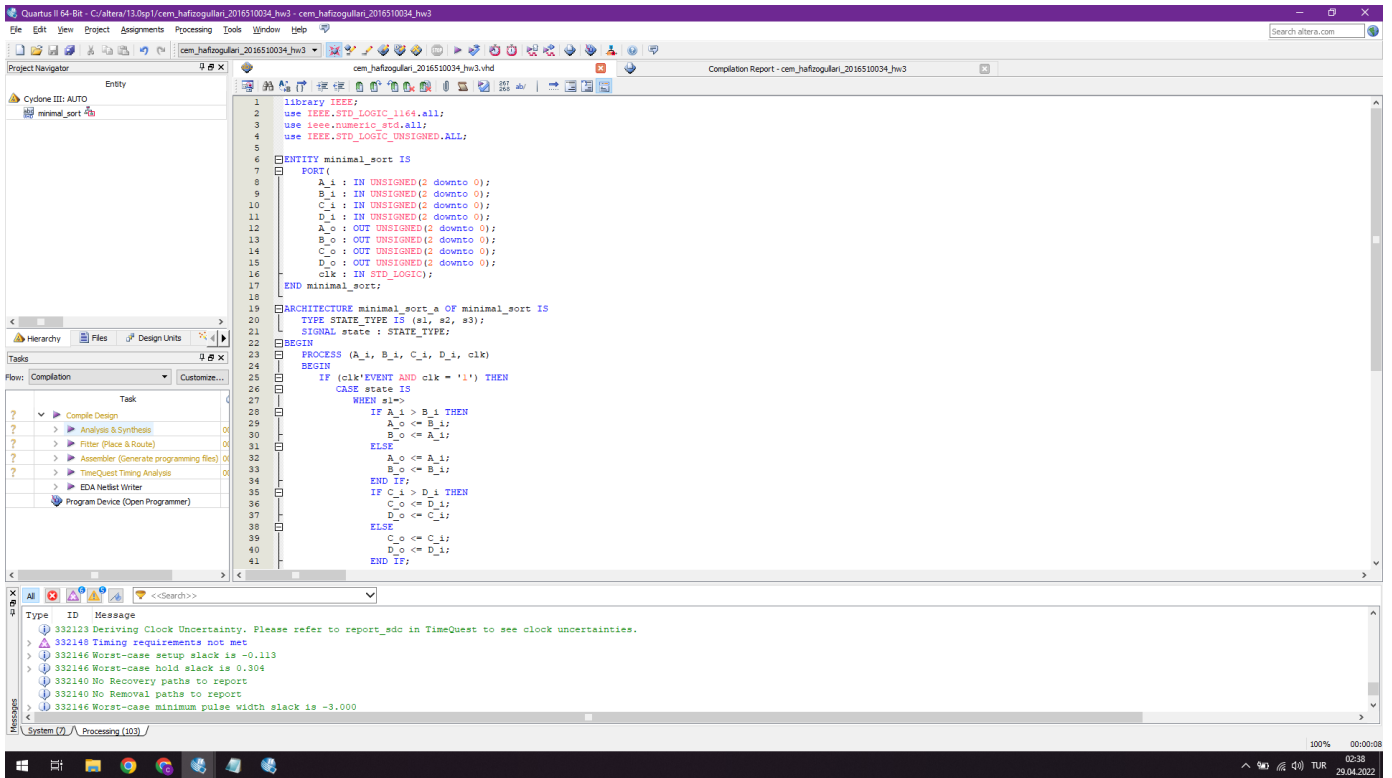 Quartus II 64-Bit - C:/altera/13.0sp1/cem_hafizogullari_2016510034_hw3 - cem_hafizogullari_2016510034_hw3
File Edit View Project Assignments Processing Tools Window Help
Search altera.com
cem_hafizogullari_2016510034_hw3
Project Navigator
Entity
Cyclone III: AUTO
minimal_sort
Hierarchy Files Design Units
Tasks
Flow: Compilation Customize...
Task
? Compile Design
? > Analysis & Synthesis 00
? > Fitter (Place & Route) 00
? > Assembler (Generate programming files) 00
? > TimeQuest Timing Analysis 00
> EDA Netlist Writer
Program Device (Open Programmer)
cem_hafizogullari_2016510034_hw3.vhd
Compilation Report - cem_hafizogullari_2016510034_hw3
267
268 ab/
1 library IEEE;
2 use IEEE.STD_LOGIC_1164.all;
3 use ieee.numeric_std.all;
4 use IEEE.STD_LOGIC_UNSIGNED.ALL;
5
6 ENTITY minimal_sort IS
7 PORT(
8 A_i : IN UNSIGNED(2 downto 0);
9 B_i : IN UNSIGNED(2 downto 0);
10 C_i : IN UNSIGNED(2 downto 0);
11 D_i : IN UNSIGNED(2 downto 0);
12 A_o : OUT UNSIGNED(2 downto 0);
13 B_o : OUT UNSIGNED(2 downto 0);
14 C_o : OUT UNSIGNED(2 downto 0);
15 D_o : OUT UNSIGNED(2 downto 0);
16 clk : IN STD_LOGIC);
17 END minimal_sort;
18
19 ARCHITECTURE minimal_sort_a OF minimal_sort IS
20 TYPE STATE_TYPE IS (s1, s2, s3);
21 SIGNAL state : STATE_TYPE;
22 BEGIN
23 PROCESS (A_i, B_i, C_i, D_i, clk)
24 BEGIN
25 IF (clk'EVENT AND clk = '1') THEN
26 CASE state IS
27 WHEN s1=>
28 IF A_i > B_i THEN
29 A_o <= B_i;
30 B_o <= A_i;
31 ELSE
32 A_o <= A_i;
33 B_o <= B_i;
34 END IF;
35 IF C_i > D_i THEN
36 C_o <= D_i;
37 D_o <= C_i;
38 ELSE
39 C_o <= C_i;
40 D_o <= D_i;
41 END IF;
All <<Search>>
Type ID Message
332123 Deriving Clock Uncertainty. Please refer to report_sdc in TimeQuest to see clock uncertainties.
> 332148 Timing requirements not met
> 332146 Worst-case setup slack is -0.113
> 332146 Worst-case hold slack is 0.304
332140 No Recovery paths to report
332140 No Removal paths to report
> 332146 Worst-case minimum pulse width slack is -3.000
Messages
System (7) Processing (103)
100% 00:00:08
TUR 02:38
29.04.2022